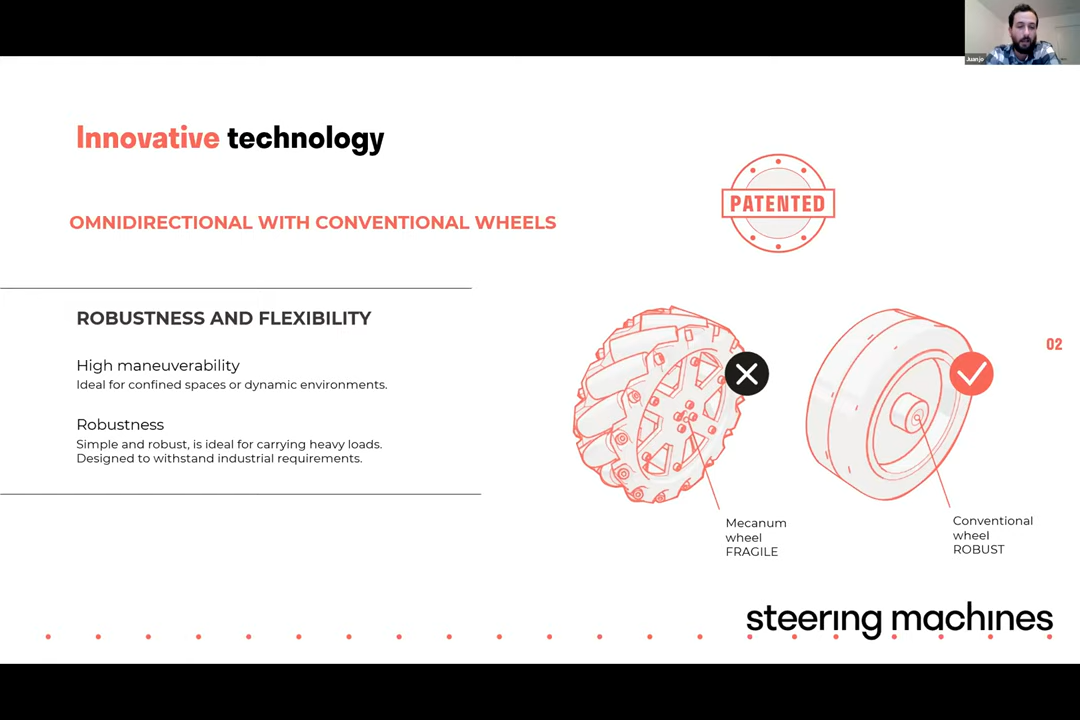 Juanjo
Innovative technology
PATENTED
OMNIDIRECTIONAL WITH CONVENTIONAL WHEELS
ROBUSTNESS AND FLEXIBILITY
02
High maneuverability
Ideal for confined spaces or dynamic environments.
Robustness
Simple and robust, is ideal for carrying heavy loads.
Designed to withstand industrial requirements.
Mecanum
wheel
FRAGILE
Conventional
wheel
ROBUST
steering machines